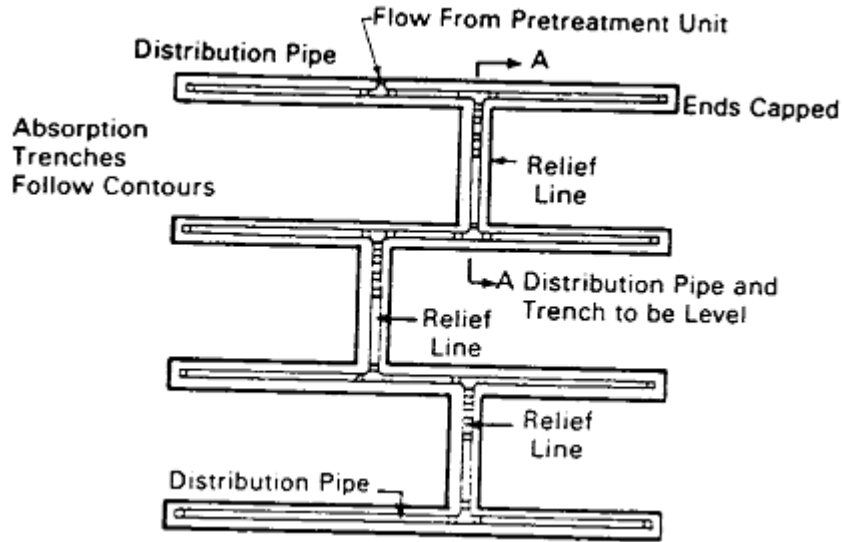 Flow From Pretreatment Unit
Distribution Pipe
A
Ends Capped
Absorption
Trenches
Follow Contours
Relief
Line
A Distribution Pipe and
Trench to be Level
Relief
Line
Relief
Line
Distribution Pipe